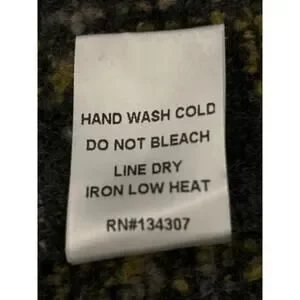 HAND WASH COLD
DO NOT BLEACH
LINE DRY
IRON LOW HEAT
RN#134307